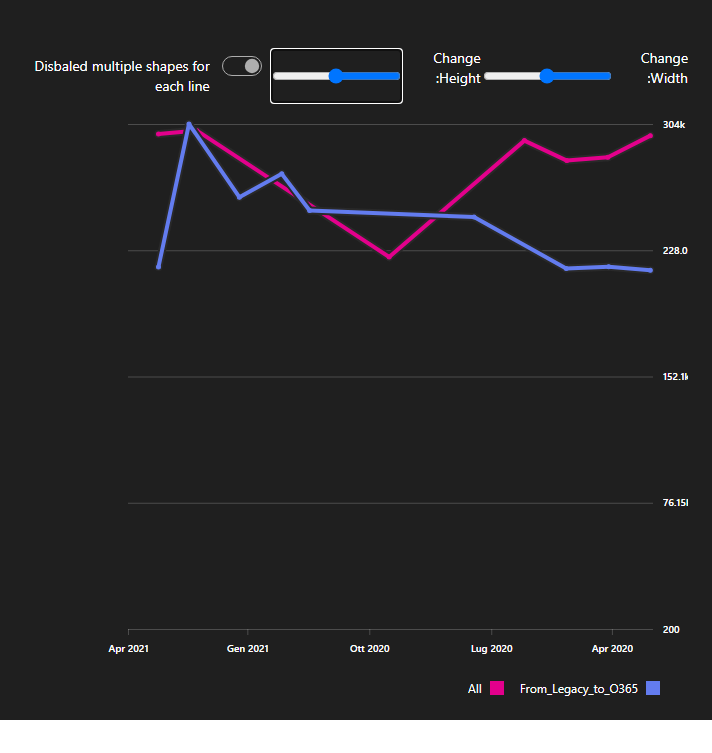 Disbaled multiple shapes for
each line
Change
:Height
Change
:Width
304k
228.0
152.1k
76.15
200
Apr 2021
Gen 2021
Ott 2020
Lug 2020
Apr 2020
All
From_Legacy_to_O365